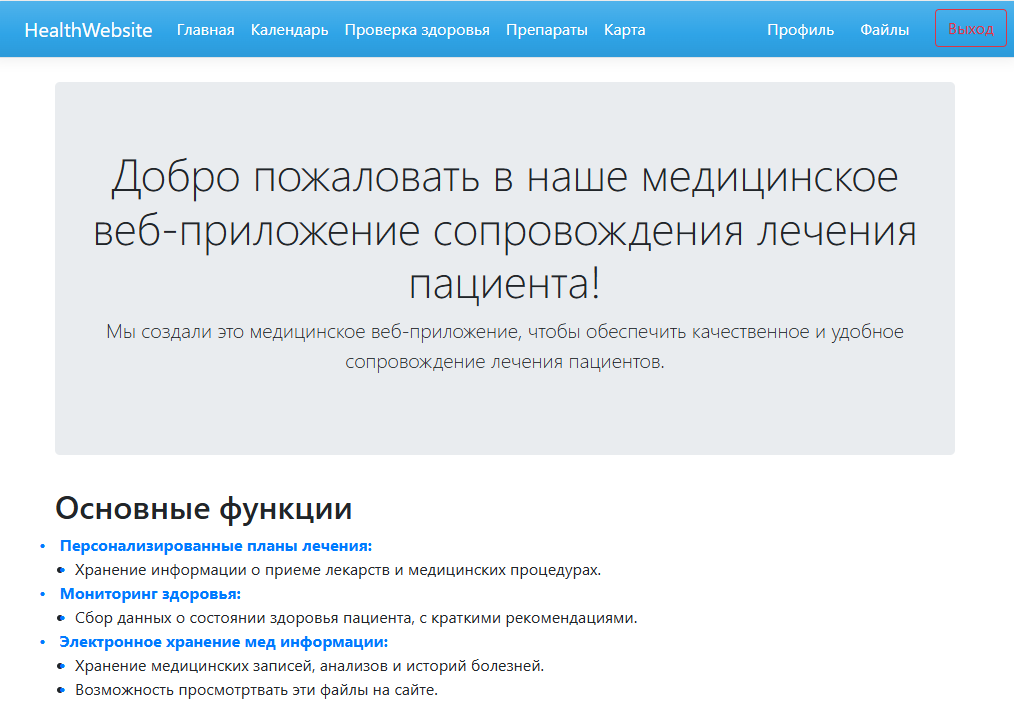 HealthWebsite Главная Календарь Проверка здоровья Препараты Карта Профиль Файлы Выход
Добро пожаловать в наше медицинское
веб-приложение сопровождения лечения
пациента!
Мы создали это медицинское веб-приложение, чтобы обеспечить качественное и удобное
сопровождение лечения пациентов.
Основные функции
• Персонализированные планы лечения:
• Хранение информации о приеме лекарств и медицинских процедурах.
• Мониторинг здоровья:
• Сбор данных о состоянии здоровья пациента, с краткими рекомендациями.
• Электронное хранение мед информации:
• Хранение медицинских записей, анализов и историй болезней.
• Возможность просмотртвать эти файлы на сайте.